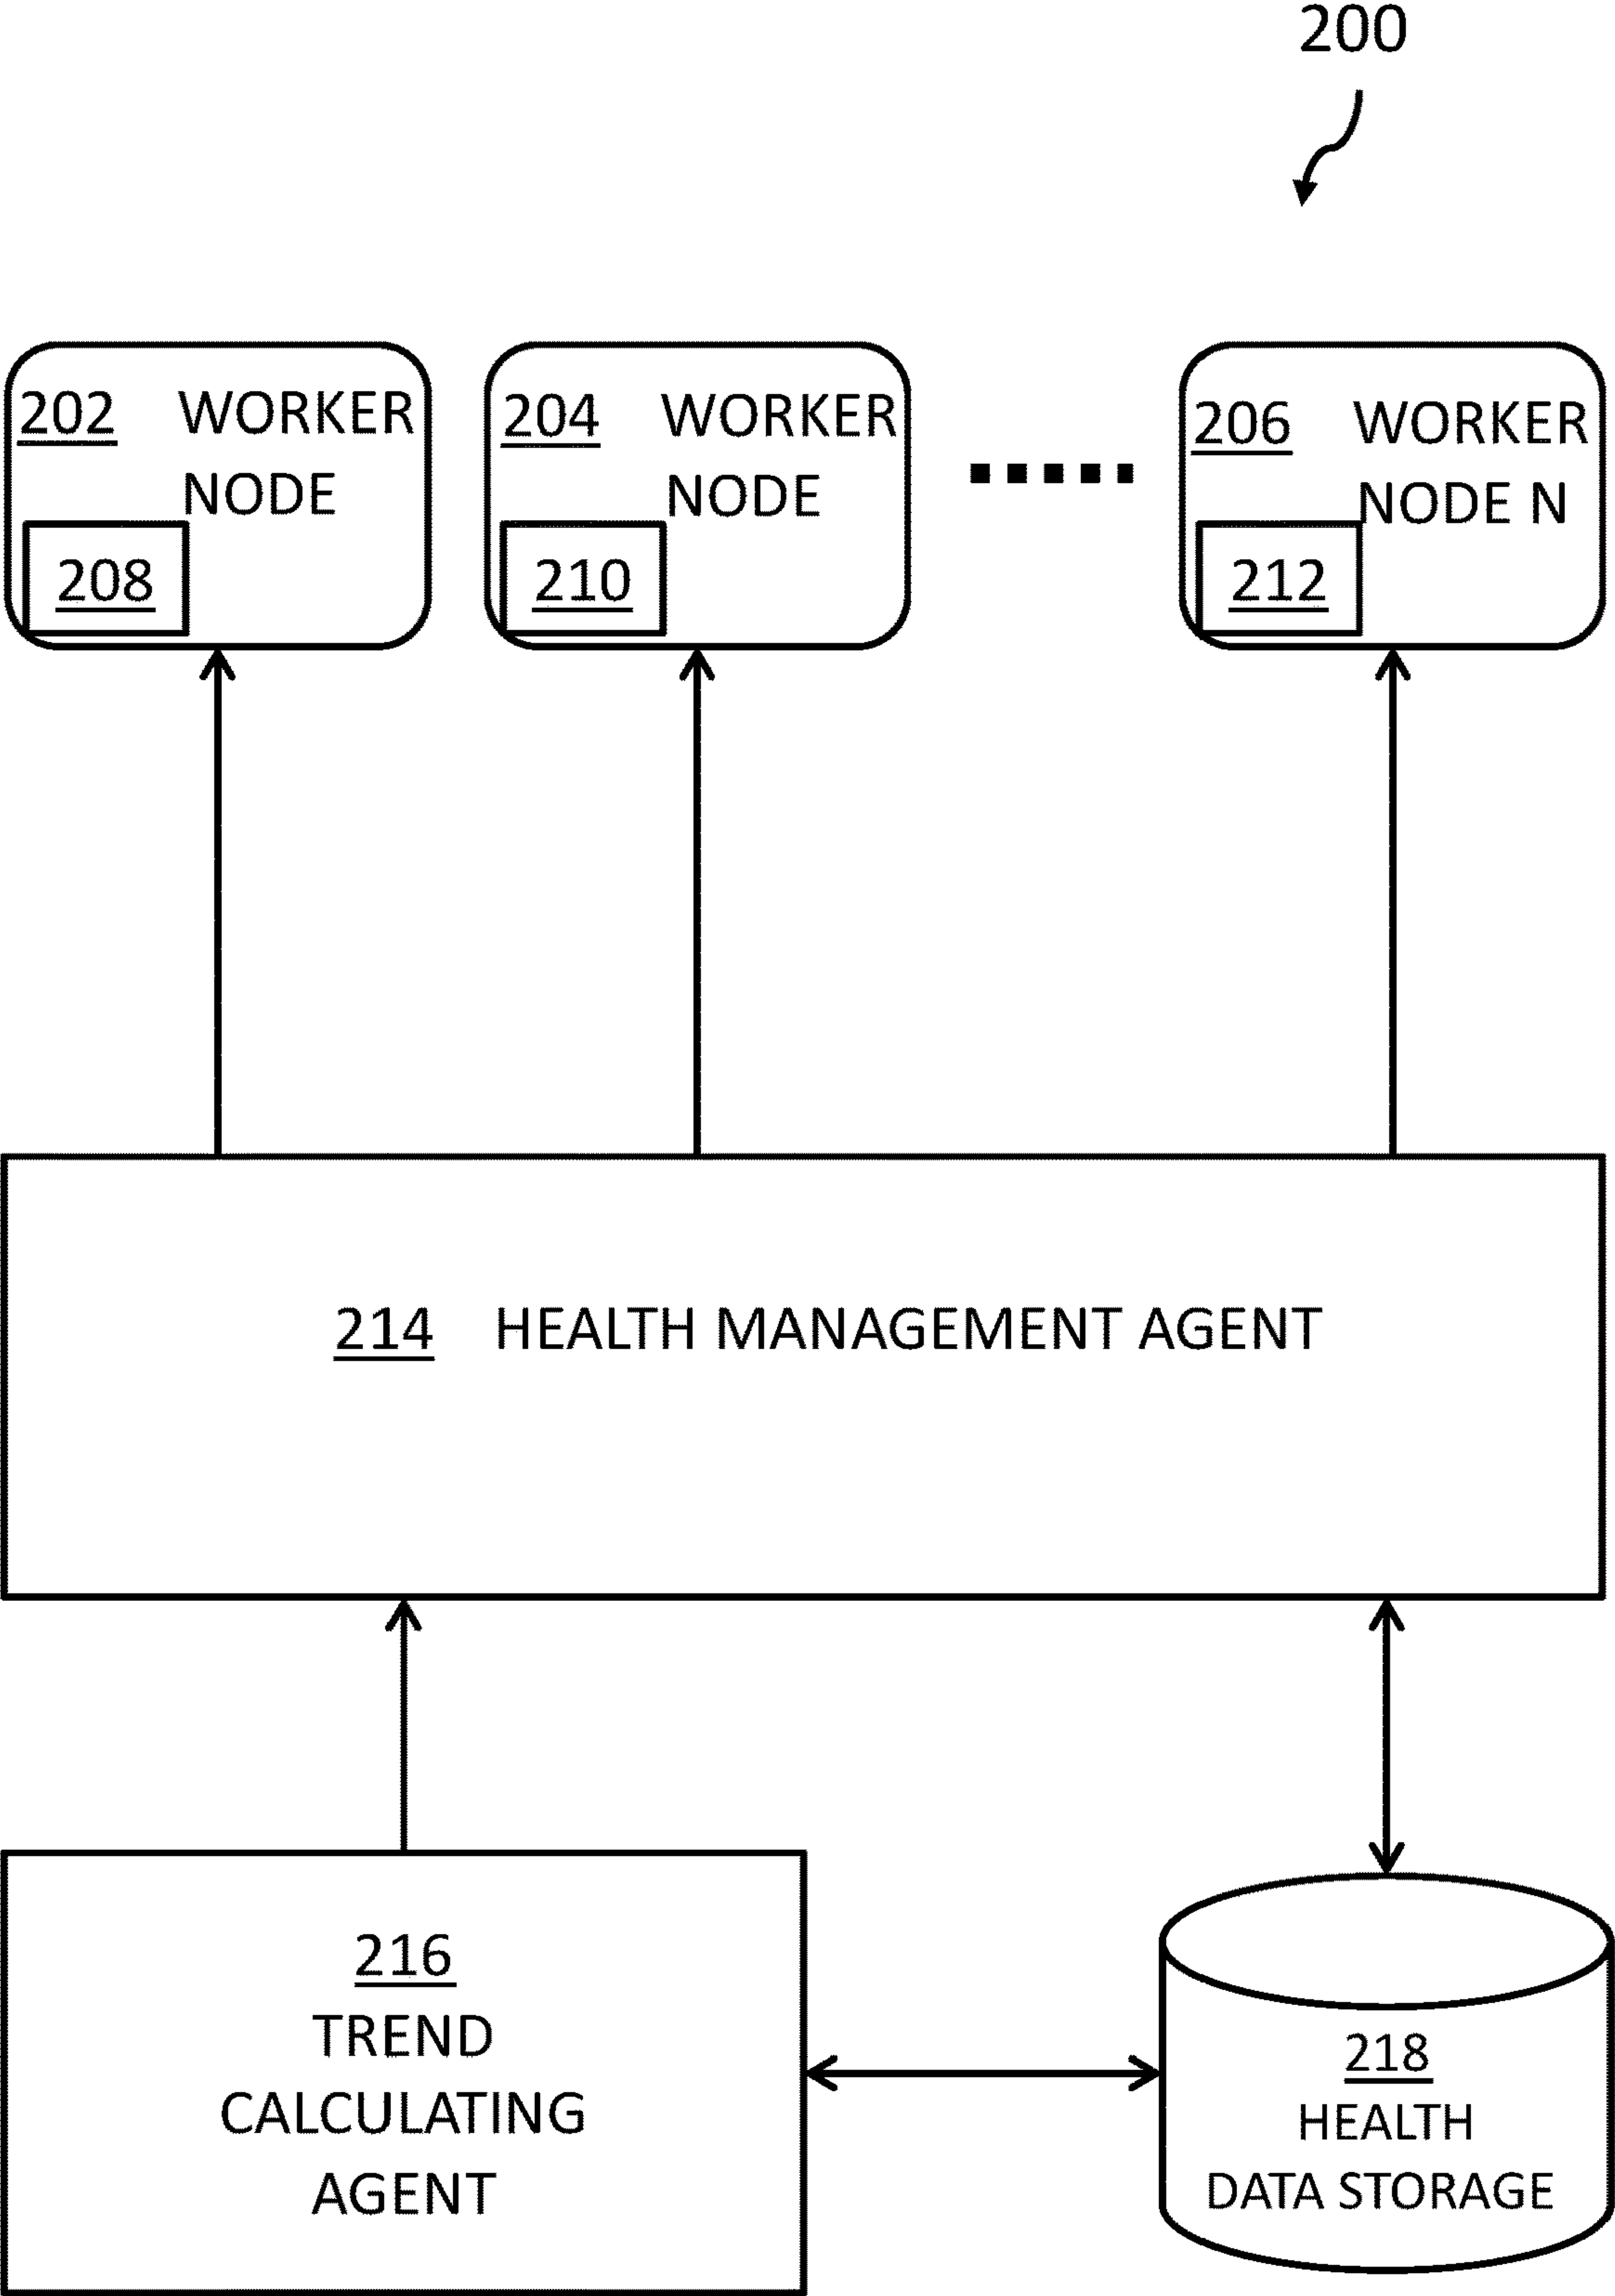 200
202 WORKER
NODE
208
204 WORKER
NODE
210
206 WORKER
NODE N
212
214 HEALTH MANAGEMENT AGENT
216
TREND
CALCULATING
AGENT
218
HEALTH
DATA STORAGE